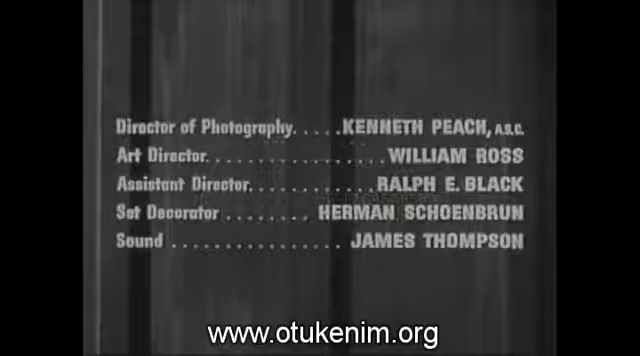 Director of Photography.....KENNETH PEACH, A.S.C.
Art Director.................WILLIAM ROSS
Assistant Director............RALPH E. BLACK
Set Decorator ........ HERMAN SCHOENBRUN
Sound ................ JAMES THOMPSON
www.otukenim.org